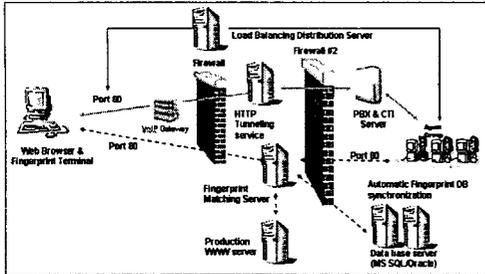 Load Balancing Distribution Server
Firewall
Firewall #2
Port 80
VoIP Gateway
HTTP
Tunneling
service
PBX & CTI
Server
Agent
Web Browser &
Fingerprint Terminal
Port 80
Port 80
Fingerprint
Matching Server
Automatic Fingerprint DB
synchronization
Production
WWW server
Data base server
(MS SQL/Oracle)